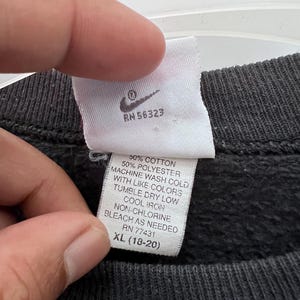 ®
RN 56323
50% COTTON
50% POLYESTER
MACHINE WASH COLD
WITH LIKE COLORS
TUMBLE DRY LOW
COOL IRON
NON-CHLORINE
BLEACH AS NEEDED
RN 77431
XL (18-20)